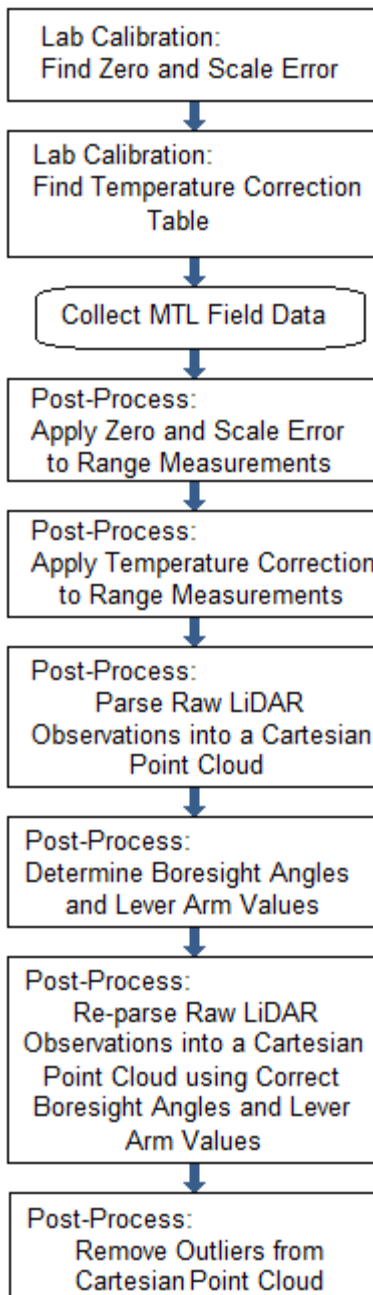 Lab Calibration:
Find Zero and Scale Error
Lab Calibration:
Find Temperature Correction
Table
Collect MTL Field Data
Post-Process:
Apply Zero and Scale Error
to Range Measurements
Post-Process:
Apply Temperature Correction
to Range Measurements
Post-Process:
Parse Raw LiDAR
Observations into a Cartesian
Point Cloud
Post-Process:
Determine Boresight Angles
and Lever Arm Values
Post-Process:
Re-parse Raw LiDAR
Observations into a Cartesian
Point Cloud using Correct
Boresight Angles and Lever
Arm Values
Post-Process:
Remove Outliers from
Cartesian Point Cloud